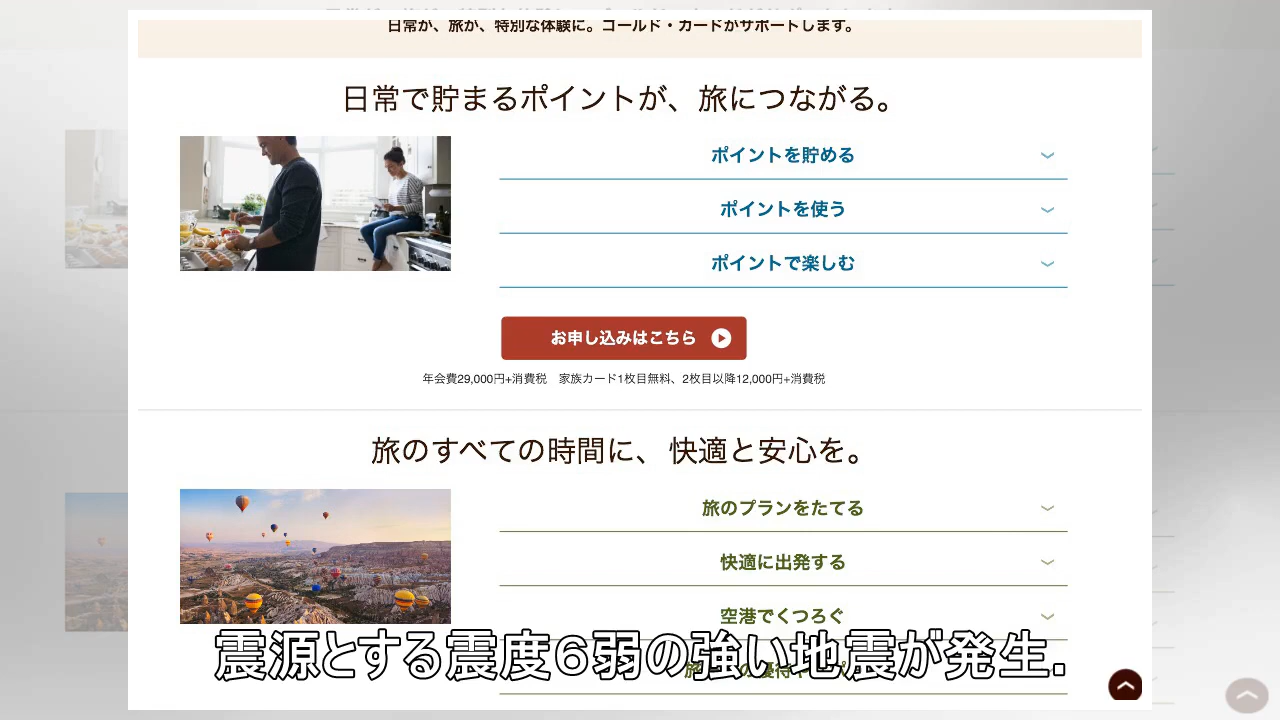 日常が、旅が、特別な体験に。ゴールド・カードがサポートします。
日常で貯まるポイントが、旅につながる。
ポイントを貯める
ポイントを使う
ポイントで楽しむ
お申し込みはこちら
年会費29,000円+消費税　家族カード1枚目無料、2枚目以降12,000円+消費税
旅のすべての時間に、快適と安心を。
旅のプランをたてる
快適に出発する
空港でくつろぐ
震源とする震度６弱の強い地震が発生.